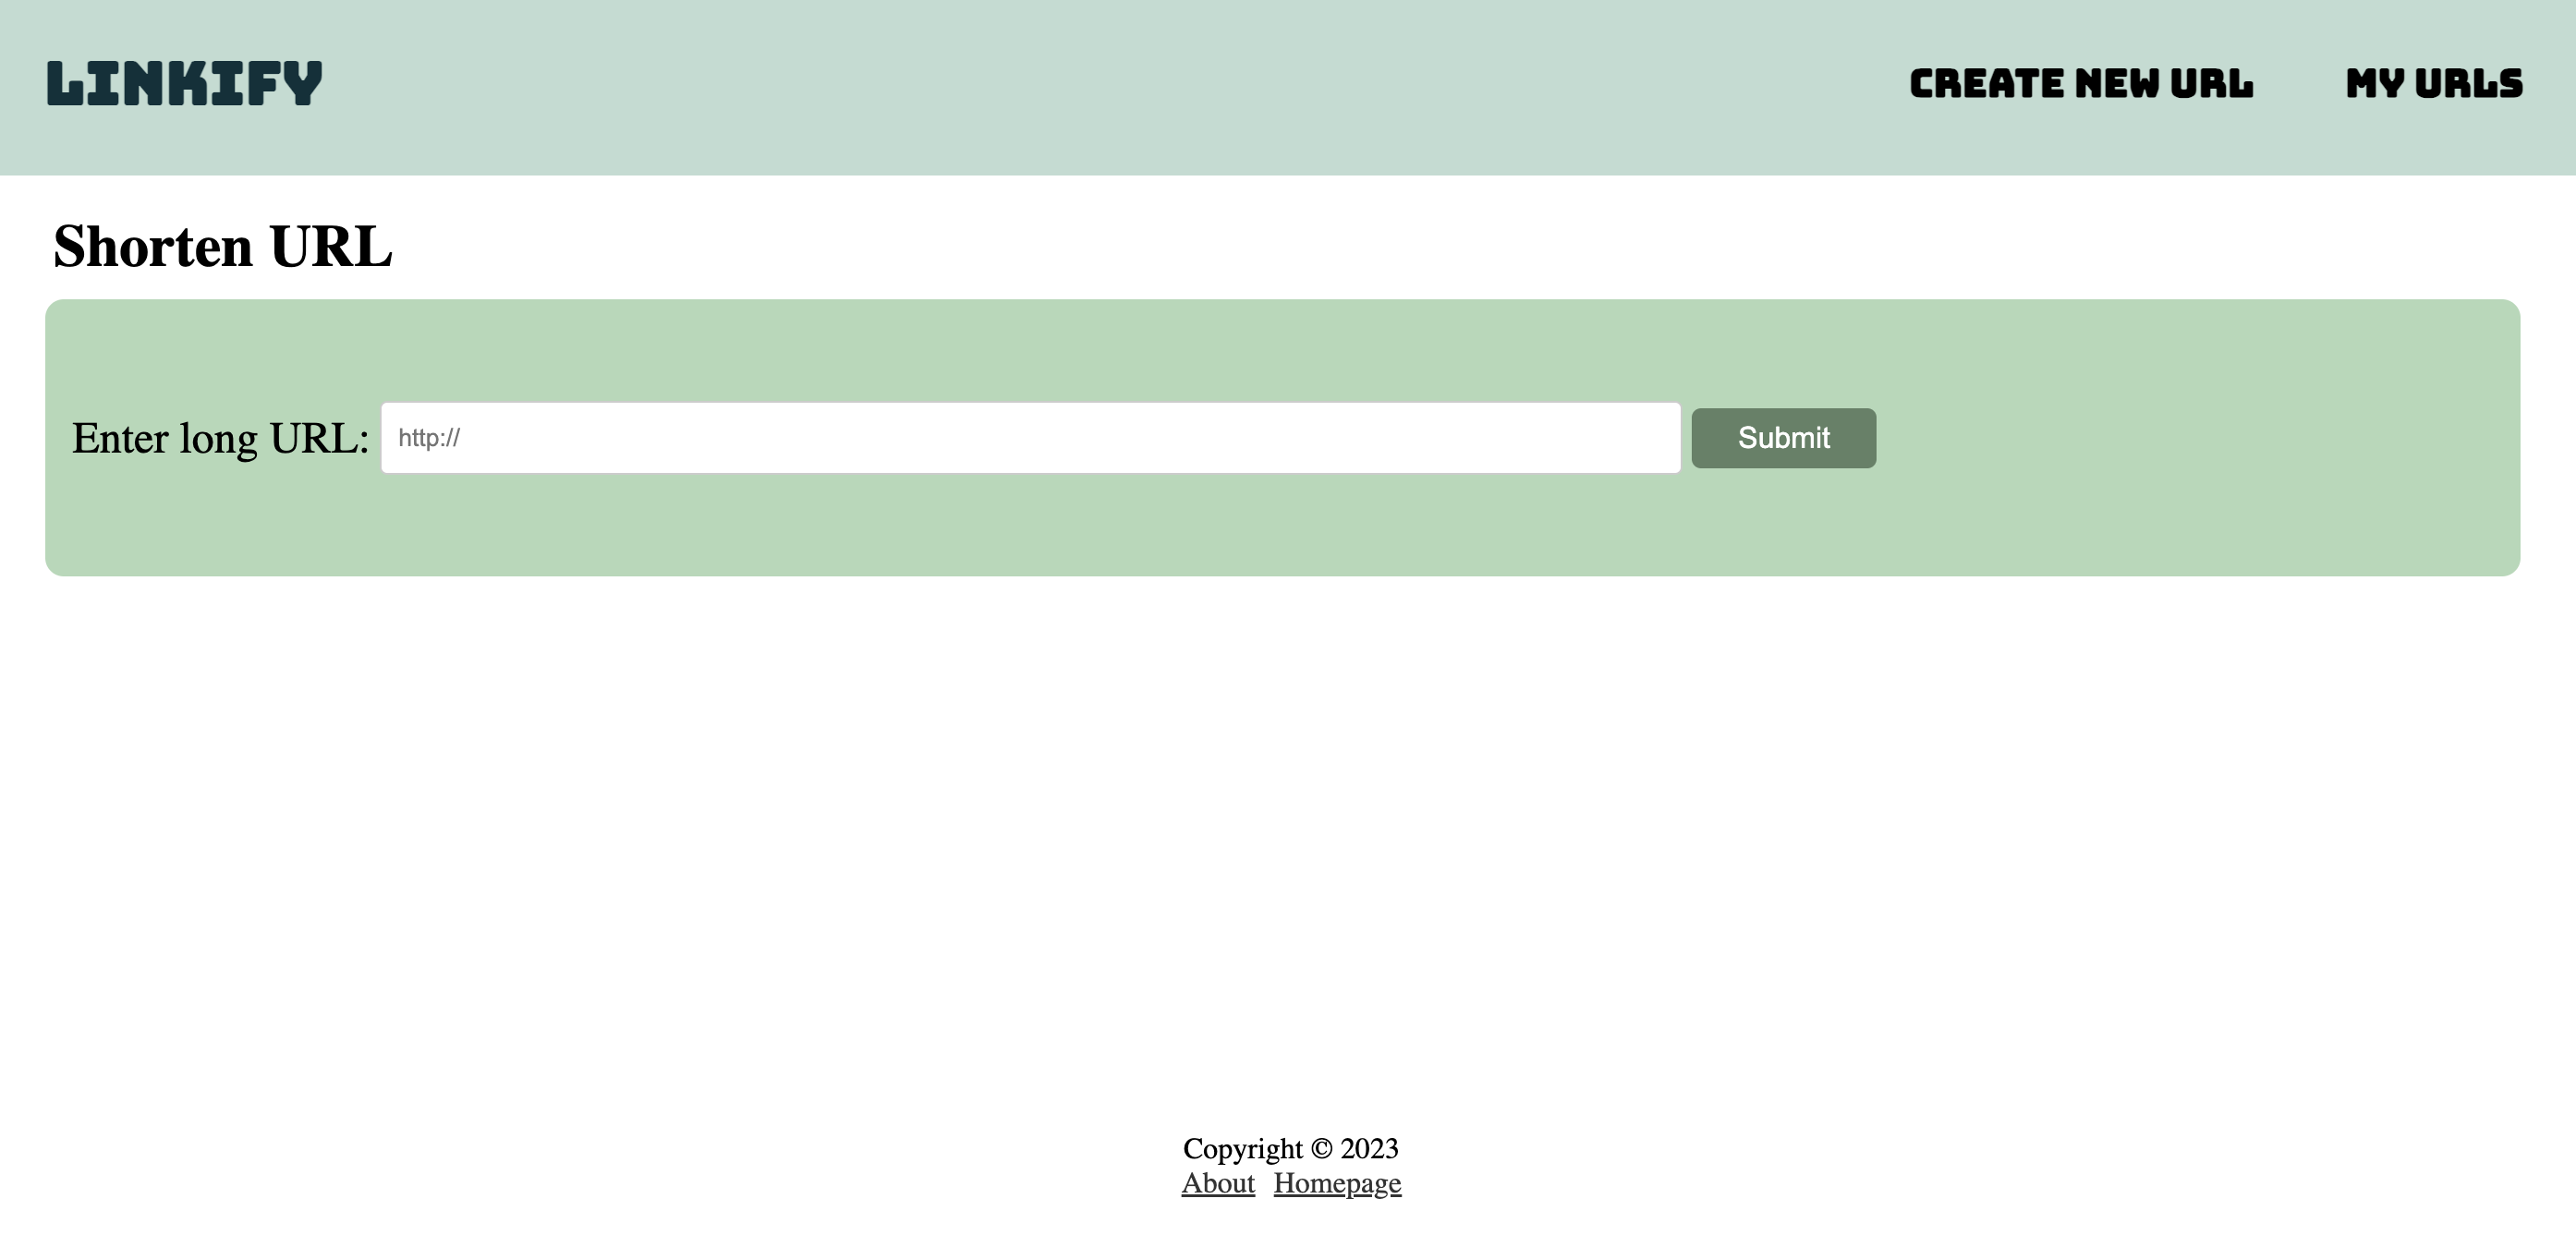 LINKIFY
CREATE NEW URL
MY URLS
Shorten URL
Enter long URL: http:// Submit
Copyright © 2023
About Homepage